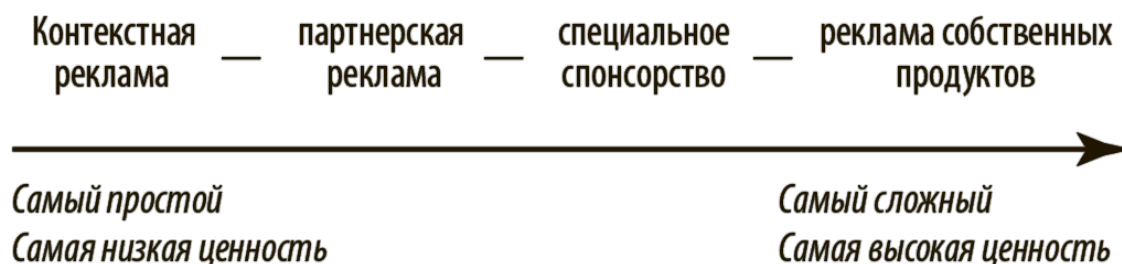 Контекстная — партнерская — специальное — реклама собственных
реклама реклама спонсорство продуктов
Самый простой Самый сложный
Самая низкая ценность Самая высокая ценность